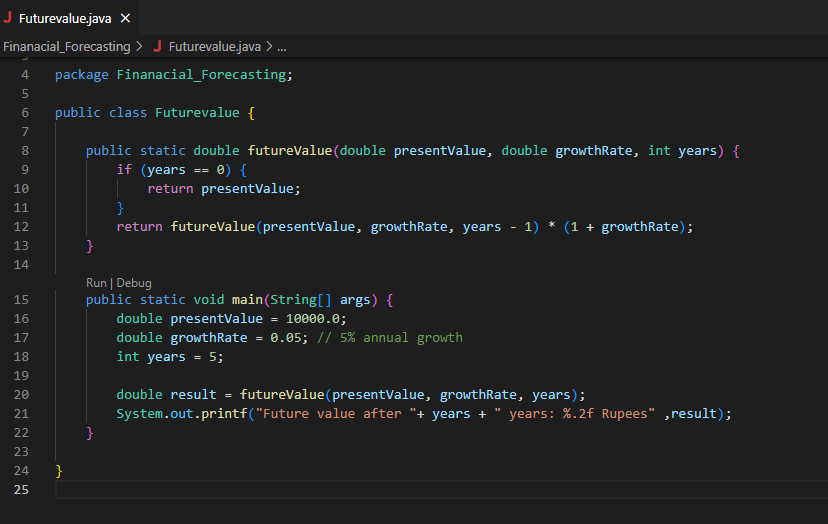 J Futurevalue.java ×
Finanacial_Forecasting > J Futurevalue.java > ...
4 package Finanacial_Forecasting;
5
6 public class Futurevalue {
7
8     public static double futureValue(double presentValue, double growthRate, int years) {
9         if (years == 0) {
10             return presentValue;
11         }
12         return futureValue(presentValue, growthRate, years - 1) * (1 + growthRate);
13     }
14
Run | Debug
15     public static void main(String[] args) {
16         double presentValue = 10000.0;
17         double growthRate = 0.05; // 5% annual growth
18         int years = 5;
19
20         double result = futureValue(presentValue, growthRate, years);
21         System.out.printf("Future value after "+ years + " years: %.2f Rupees" ,result);
22     }
23
24 }
25